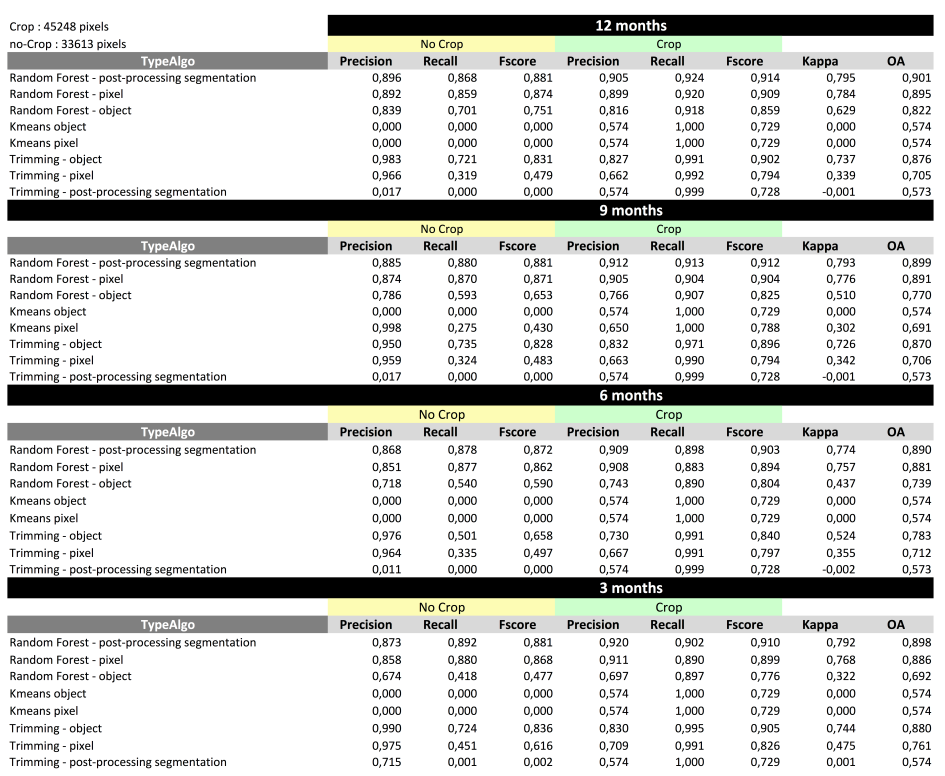 Crop : 45248 pixels 12 months
no-Crop : 33613 pixels No Crop Crop
TypeAlgo Precision Recall Fscore Precision Recall Fscore Kappa OA
Random Forest - post-processing segmentation 0,896 0,868 0,881 0,905 0,924 0,914 0,795 0,901
Random Forest - pixel 0,892 0,859 0,874 0,899 0,920 0,909 0,784 0,895
Random Forest - object 0,839 0,701 0,751 0,816 0,918 0,859 0,629 0,822
Kmeans object 0,000 0,000 0,000 0,574 1,000 0,729 0,000 0,574
Kmeans pixel 0,000 0,000 0,000 0,574 1,000 0,729 0,000 0,574
Trimming - object 0,983 0,721 0,831 0,827 0,991 0,902 0,737 0,876
Trimming - pixel 0,966 0,319 0,479 0,662 0,992 0,794 0,339 0,705
Trimming - post-processing segmentation 0,017 0,000 0,000 0,574 0,999 0,728 -0,001 0,573
9 months
No Crop Crop
TypeAlgo Precision Recall Fscore Precision Recall Fscore Kappa OA
Random Forest - post-processing segmentation 0,885 0,880 0,881 0,912 0,913 0,912 0,793 0,899
Random Forest - pixel 0,874 0,870 0,871 0,905 0,904 0,904 0,776 0,891
Random Forest - object 0,786 0,593 0,653 0,766 0,907 0,825 0,510 0,770
Kmeans object 0,000 0,000 0,000 0,574 1,000 0,729 0,000 0,574
Kmeans pixel 0,998 0,275 0,430 0,650 1,000 0,788 0,302 0,691
Trimming - object 0,950 0,735 0,828 0,832 0,971 0,896 0,726 0,870
Trimming - pixel 0,959 0,324 0,483 0,663 0,990 0,794 0,342 0,706
Trimming - post-processing segmentation 0,017 0,000 0,000 0,574 0,999 0,728 -0,001 0,573
6 months
No Crop Crop
TypeAlgo Precision Recall Fscore Precision Recall Fscore Kappa OA
Random Forest - post-processing segmentation 0,868 0,878 0,872 0,909 0,898 0,903 0,774 0,890
Random Forest - pixel 0,851 0,877 0,862 0,908 0,883 0,894 0,757 0,881
Random Forest - object 0,718 0,540 0,590 0,743 0,890 0,804 0,437 0,739
Kmeans object 0,000 0,000 0,000 0,574 1,000 0,729 0,000 0,574
Kmeans pixel 0,000 0,000 0,000 0,574 1,000 0,729 0,000 0,574
Trimming - object 0,976 0,501 0,658 0,730 0,991 0,840 0,524 0,783
Trimming - pixel 0,964 0,335 0,497 0,667 0,991 0,797 0,355 0,712
Trimming - post-processing segmentation 0,011 0,000 0,000 0,574 0,999 0,728 -0,002 0,573
3 months
No Crop Crop
TypeAlgo Precision Recall Fscore Precision Recall Fscore Kappa OA
Random Forest - post-processing segmentation 0,873 0,892 0,881 0,920 0,902 0,910 0,792 0,898
Random Forest - pixel 0,858 0,880 0,868 0,911 0,890 0,899 0,768 0,886
Random Forest - object 0,674 0,418 0,477 0,697 0,897 0,776 0,322 0,692
Kmeans object 0,000 0,000 0,000 0,574 1,000 0,729 0,000 0,574
Kmeans pixel 0,000 0,000 0,000 0,574 1,000 0,729 0,000 0,574
Trimming - object 0,990 0,724 0,836 0,830 0,995 0,905 0,744 0,880
Trimming - pixel 0,975 0,451 0,616 0,709 0,991 0,826 0,475 0,761
Trimming - post-processing segmentation 0,715 0,001 0,002 0,574 1,000 0,729 0,001 0,574